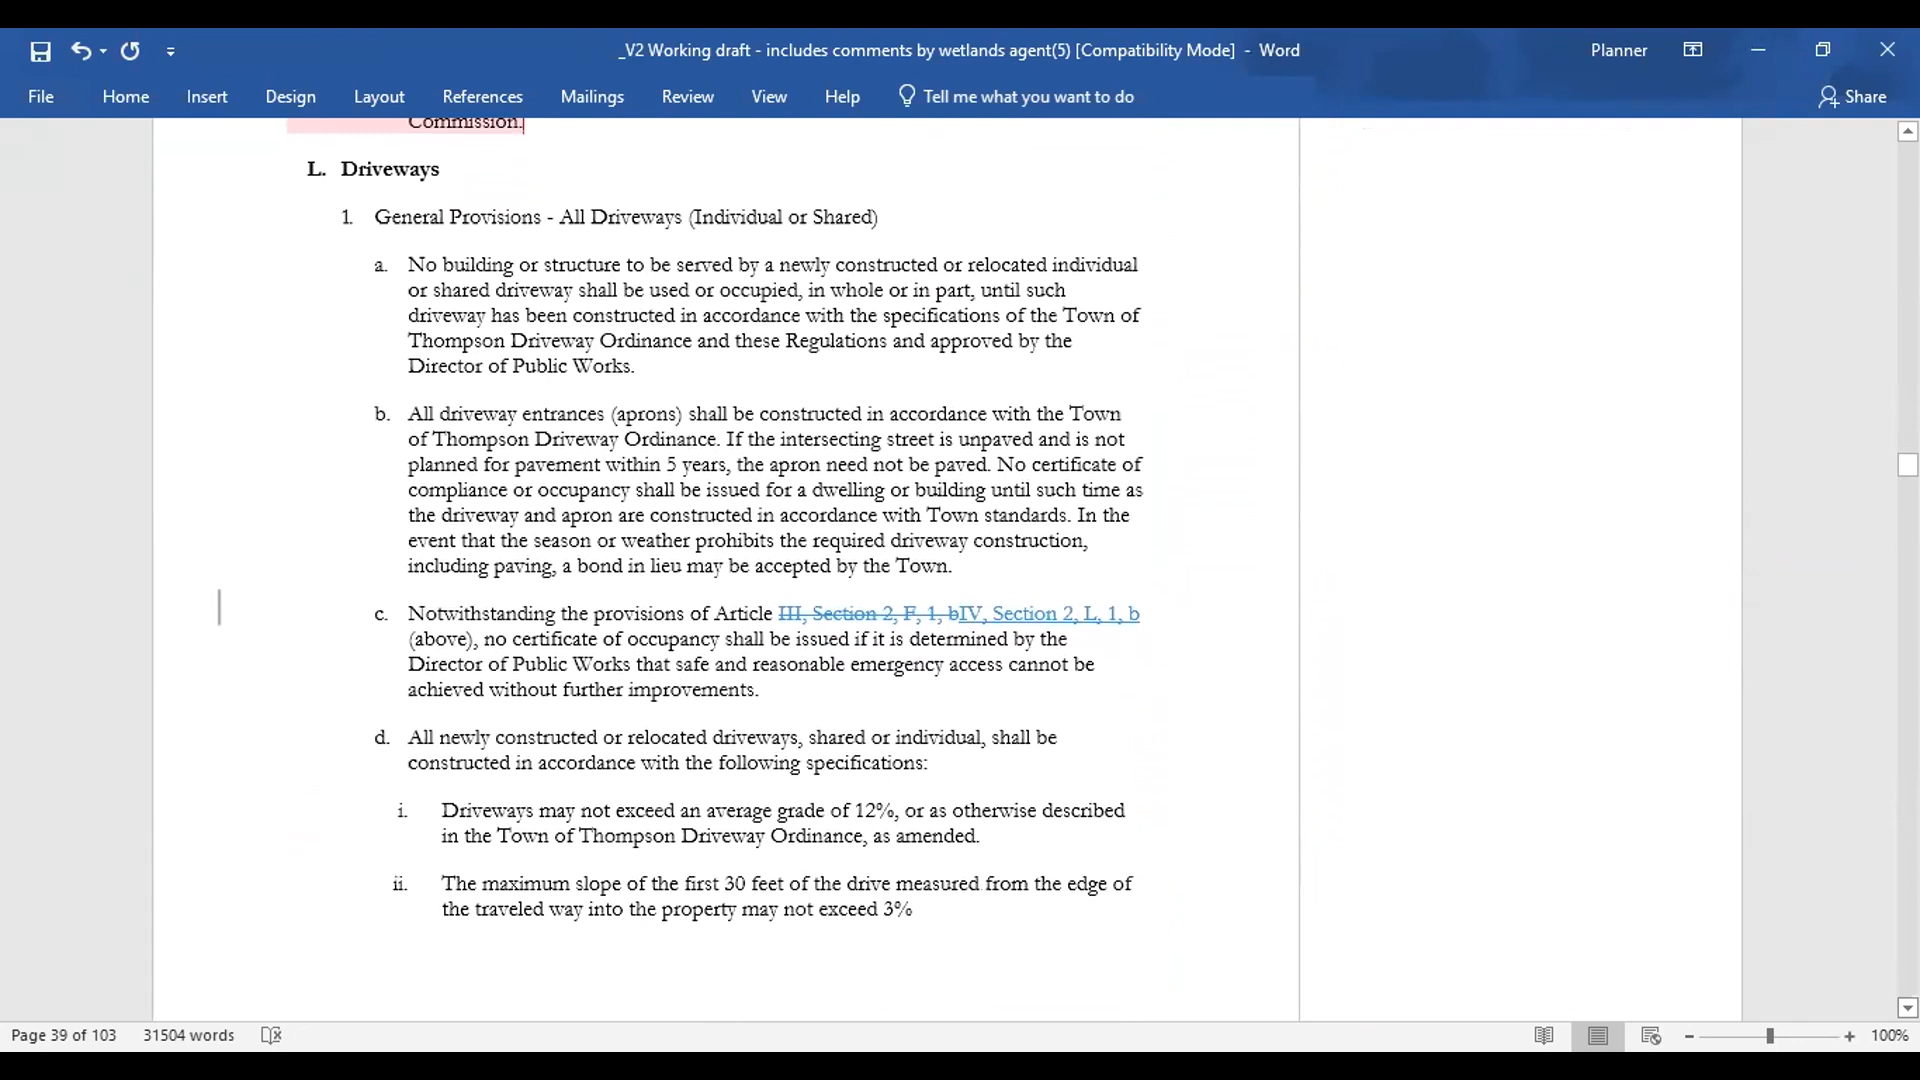 _V2 Working draft - includes comments by wetlands agent(5) [Compatibility Mode] - Word
Planner
File Home Insert Design Layout References Mailings Review View Help Tell me what you want to do Share
Commission.
L. Driveways
1. General Provisions - All Driveways (Individual or Shared)
a. No building or structure to be served by a newly constructed or relocated individual
or shared driveway shall be used or occupied, in whole or in part, until such
driveway has been constructed in accordance with the specifications of the Town of
Thompson Driveway Ordinance and these Regulations and approved by the
Director of Public Works.
b. All driveway entrances (aprons) shall be constructed in accordance with the Town
of Thompson Driveway Ordinance. If the intersecting street is unpaved and is not
planned for pavement within 5 years, the apron need not be paved. No certificate of
compliance or occupancy shall be issued for a dwelling or building until such time as
the driveway and apron are constructed in accordance with Town standards. In the
event that the season or weather prohibits the required driveway construction,
including paving, a bond in lieu may be accepted by the Town.
c. Notwithstanding the provisions of Article III, Section 2, F, 1, bIV, Section 2, L, 1, b
(above), no certificate of occupancy shall be issued if it is determined by the
Director of Public Works that safe and reasonable emergency access cannot be
achieved without further improvements.
d. All newly constructed or relocated driveways, shared or individual, shall be
constructed in accordance with the following specifications:
i. Driveways may not exceed an average grade of 12%, or as otherwise described
in the Town of Thompson Driveway Ordinance, as amended.
ii. The maximum slope of the first 30 feet of the drive measured from the edge of
the traveled way into the property may not exceed 3%
Page 39 of 103 31504 words 100%